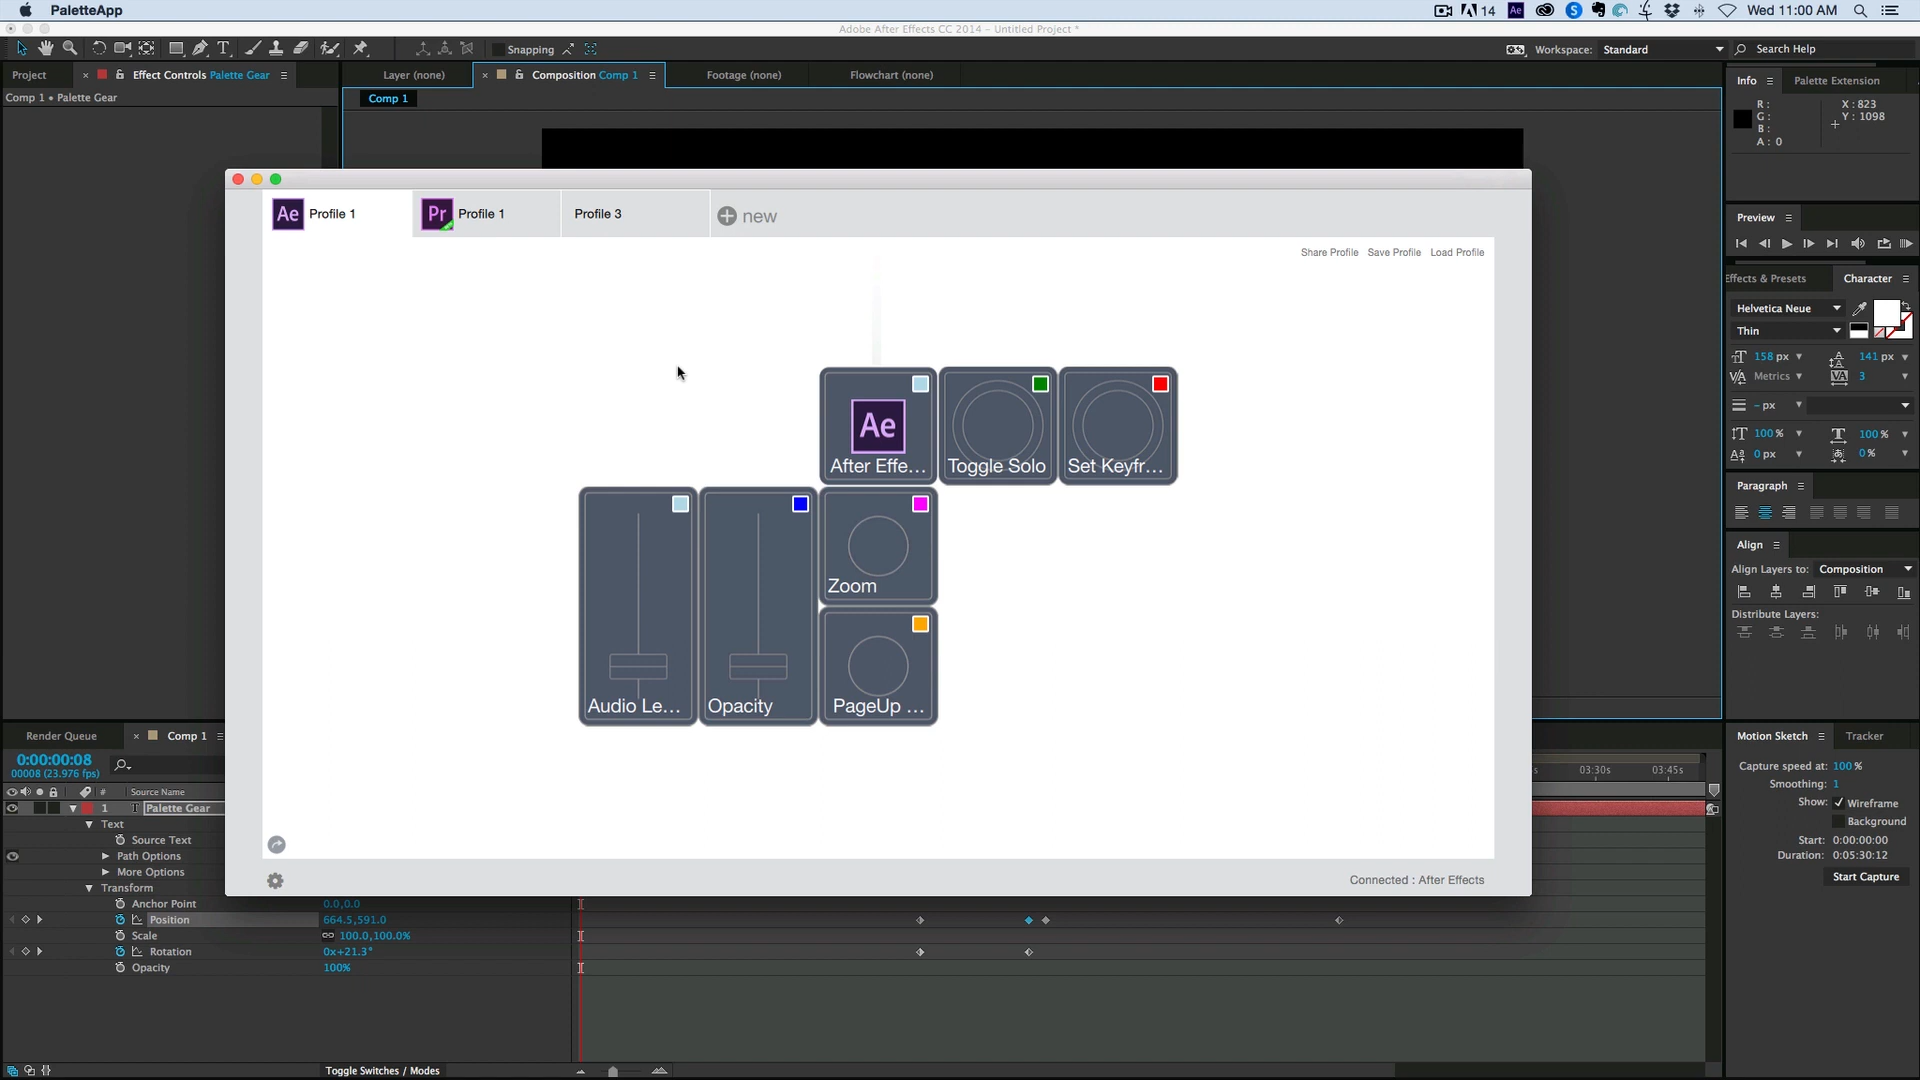 PaletteApp
14
Ae
Wed 11:00 AM
Adobe After Effects CC 2014 – Untitled Project *
Snapping
Workspace: Standard
Search Help
Project
Effect Controls Palette Gear
Layer (none)
Composition Comp 1
Footage (none)
Flowchart (none)
Info
Palette Extension
Comp 1 • Palette Gear
Comp 1
R :
G :
B :
A : 0
X : 823
Y : 1098
Ae Profile 1
Pr Profile 1
Profile 3
new
Share Profile Save Profile Load Profile
Ae
After Effe...
Toggle Solo
Set Keyfr...
Audio Le...
Opacity
Zoom
PageUp ...
Connected : After Effects
Preview
Effects & Presets
Character
Helvetica Neue
Thin
158 px
141 px
Metrics
3
– px
100 %
100 %
0 px
0 %
Paragraph
Align
Align Layers to: Composition
Distribute Layers:
Render Queue
Comp 1
0:00:00:08
00008 (23.976 fps)
03:30s
03:45s
# Source Name
1 T Palette Gear
Text
Source Text
Path Options
More Options
Transform
Anchor Point 0.0,0.0
Position 664.5,591.0
Scale 100.0,100.0%
Rotation 0x+21.3°
Opacity 100%
Toggle Switches / Modes
Motion Sketch
Tracker
Capture speed at: 100 %
Smoothing: 1
Show: Wireframe
Background
Start: 0:00:00:00
Duration: 0:05:30:12
Start Capture